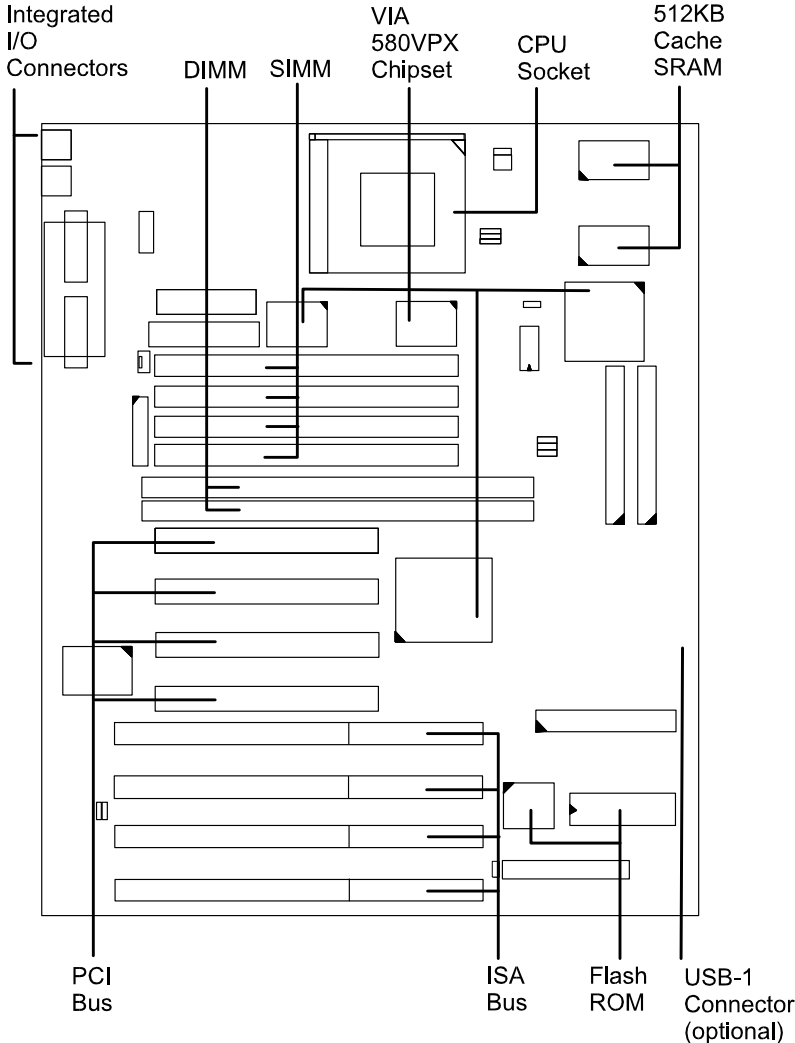 Integrated
I/O
Connectors
DIMM
SIMM
VIA
580VPX
Chipset
CPU
Socket
512KB
Cache
SRAM
PCI
Bus
ISA
Bus
Flash
ROM
USB-1
Connector
(optional)